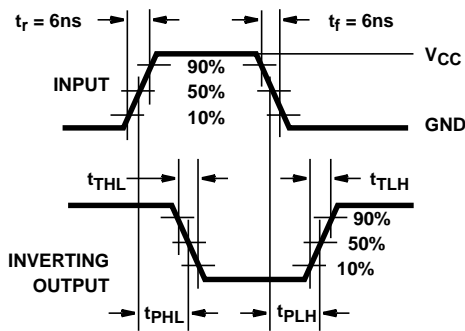 tr = 6ns
tf = 6ns
VCC
INPUT
90%
50%
10%
GND
tTHL
tTLH
90%
50%
10%
INVERTING
OUTPUT
tPHL
tPLH